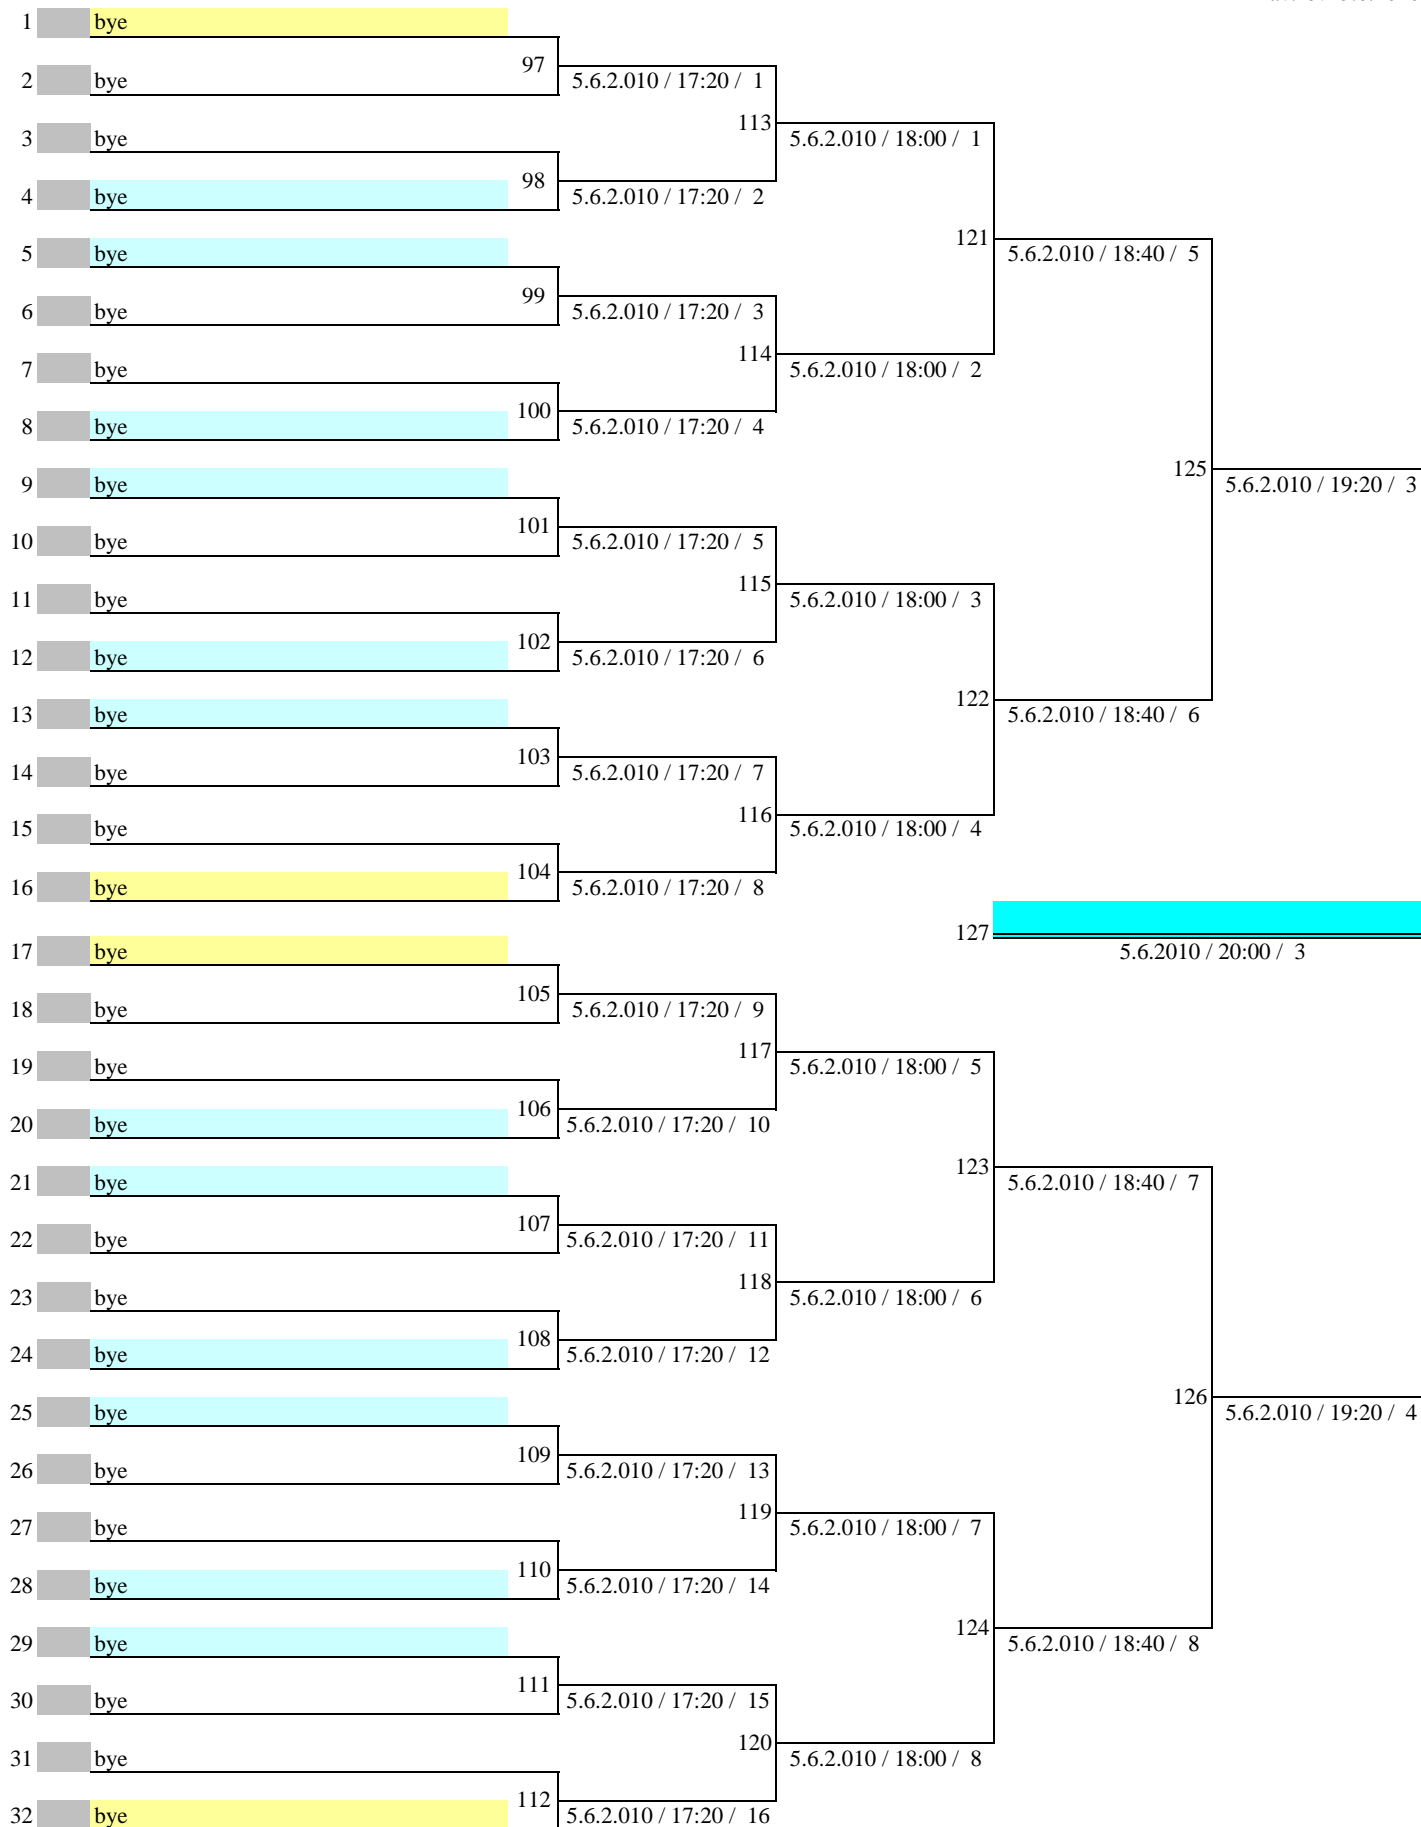 1 bye
97
2 bye 5.6.2.010 / 17:20 / 1
113
3 bye 5.6.2.010 / 18:00 / 1
98
4 bye 5.6.2.010 / 17:20 / 2
121
5 bye 5.6.2.010 / 18:40 / 5
99
6 bye 5.6.2.010 / 17:20 / 3
114
7 bye 5.6.2.010 / 18:00 / 2
100
8 bye 5.6.2.010 / 17:20 / 4
125
9 bye 5.6.2.010 / 19:20 / 3
101
10 bye 5.6.2.010 / 17:20 / 5
115
11 bye 5.6.2.010 / 18:00 / 3
102
12 bye 5.6.2.010 / 17:20 / 6
122
13 bye 5.6.2.010 / 18:40 / 6
103
14 bye 5.6.2.010 / 17:20 / 7
116
15 bye 5.6.2.010 / 18:00 / 4
104
16 bye 5.6.2.010 / 17:20 / 8
127
17 bye 5.6.2010 / 20:00 / 3
105
18 bye 5.6.2.010 / 17:20 / 9
117
19 bye 5.6.2.010 / 18:00 / 5
106
20 bye 5.6.2.010 / 17:20 / 10
123
21 bye 5.6.2.010 / 18:40 / 7
107
22 bye 5.6.2.010 / 17:20 / 11
118
23 bye 5.6.2.010 / 18:00 / 6
108
24 bye 5.6.2.010 / 17:20 / 12
126
25 bye 5.6.2.010 / 19:20 / 4
109
26 bye 5.6.2.010 / 17:20 / 13
119
27 bye 5.6.2.010 / 18:00 / 7
110
28 bye 5.6.2.010 / 17:20 / 14
124
29 bye 5.6.2.010 / 18:40 / 8
111
30 bye 5.6.2.010 / 17:20 / 15
120
31 bye 5.6.2.010 / 18:00 / 8
112
32 bye 5.6.2.010 / 17:20 / 16